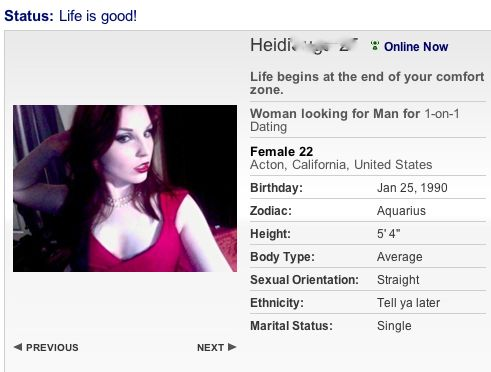 Status: Life is good!
Heidi
Online Now
Life begins at the end of your comfort
zone.
Woman looking for Man for 1-on-1
Dating
Female 22
Acton, California, United States
Birthday: Jan 25, 1990
Zodiac: Aquarius
Height: 5' 4"
Body Type: Average
Sexual Orientation: Straight
Ethnicity: Tell ya later
Marital Status: Single
PREVIOUS NEXT